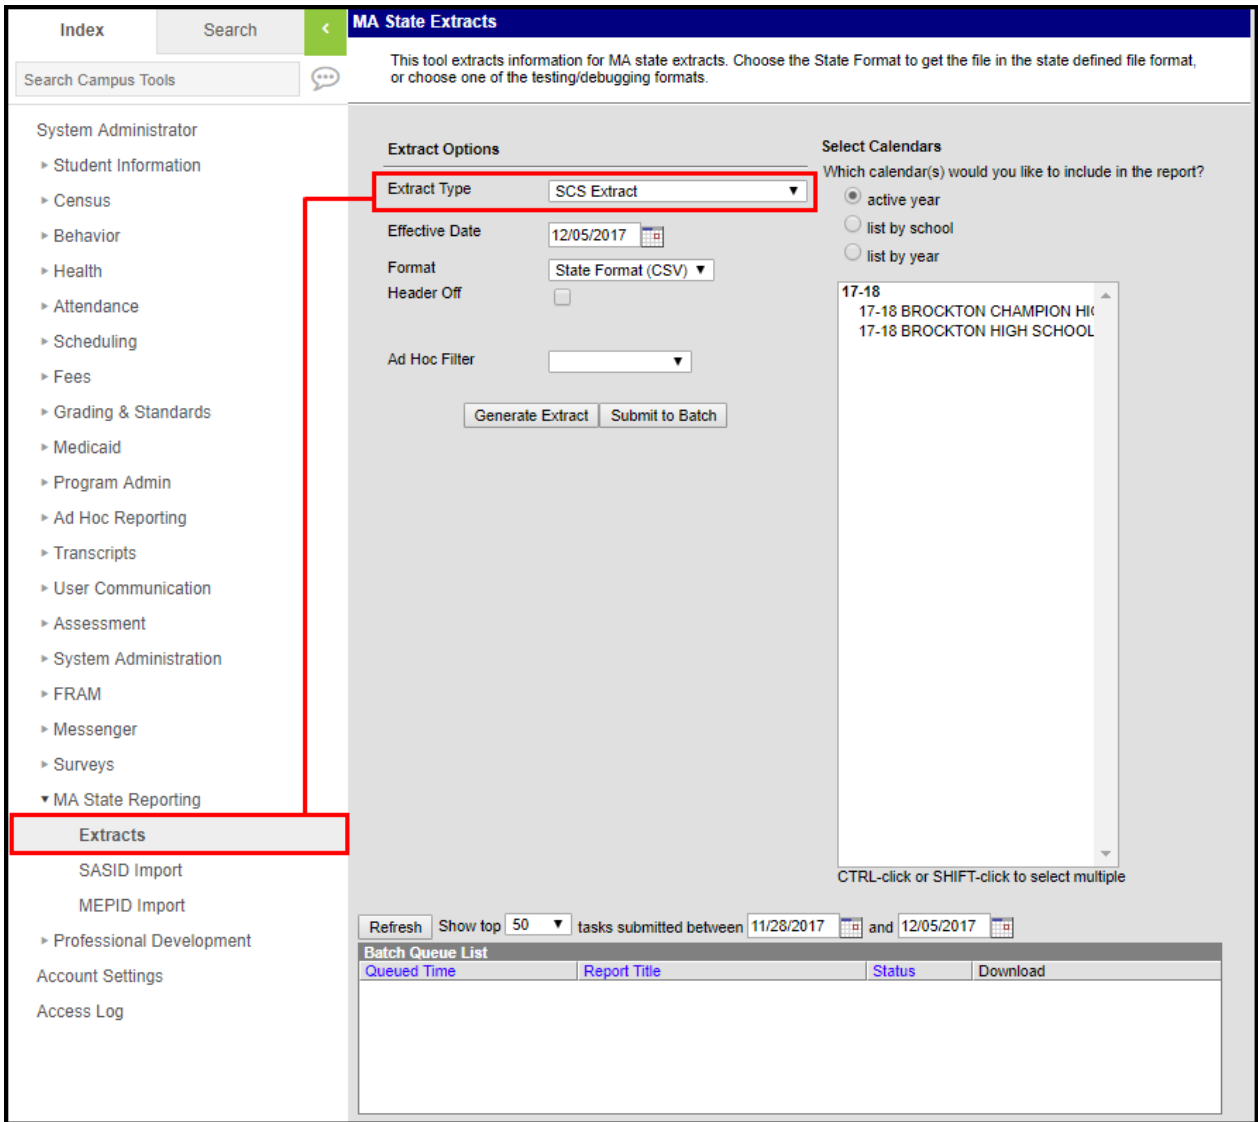 Index
Search
<
Search Campus Tools
System Administrator
Student Information
Census
Behavior
Health
Attendance
Scheduling
Fees
Grading & Standards
Medicaid
Program Admin
Ad Hoc Reporting
Transcripts
User Communication
Assessment
System Administration
FRAM
Messenger
Surveys
MA State Reporting
Extracts
SASID Import
MEPID Import
Professional Development
Account Settings
Access Log
MA State Extracts
This tool extracts information for MA state extracts. Choose the State Format to get the file in the state defined file format,
or choose one of the testing/debugging formats.
Extract Options
Extract Type SCS Extract
Effective Date 12/05/2017
Format State Format (CSV)
Header Off
Ad Hoc Filter
Generate Extract Submit to Batch
Select Calendars
Which calendar(s) would you like to include in the report?
active year
list by school
list by year
17-18
17-18 BROCKTON CHAMPION HI
17-18 BROCKTON HIGH SCHOOL
CTRL-click or SHIFT-click to select multiple
Refresh Show top 50 tasks submitted between 11/28/2017 and 12/05/2017
Batch Queue List
Queued Time Report Title Status Download